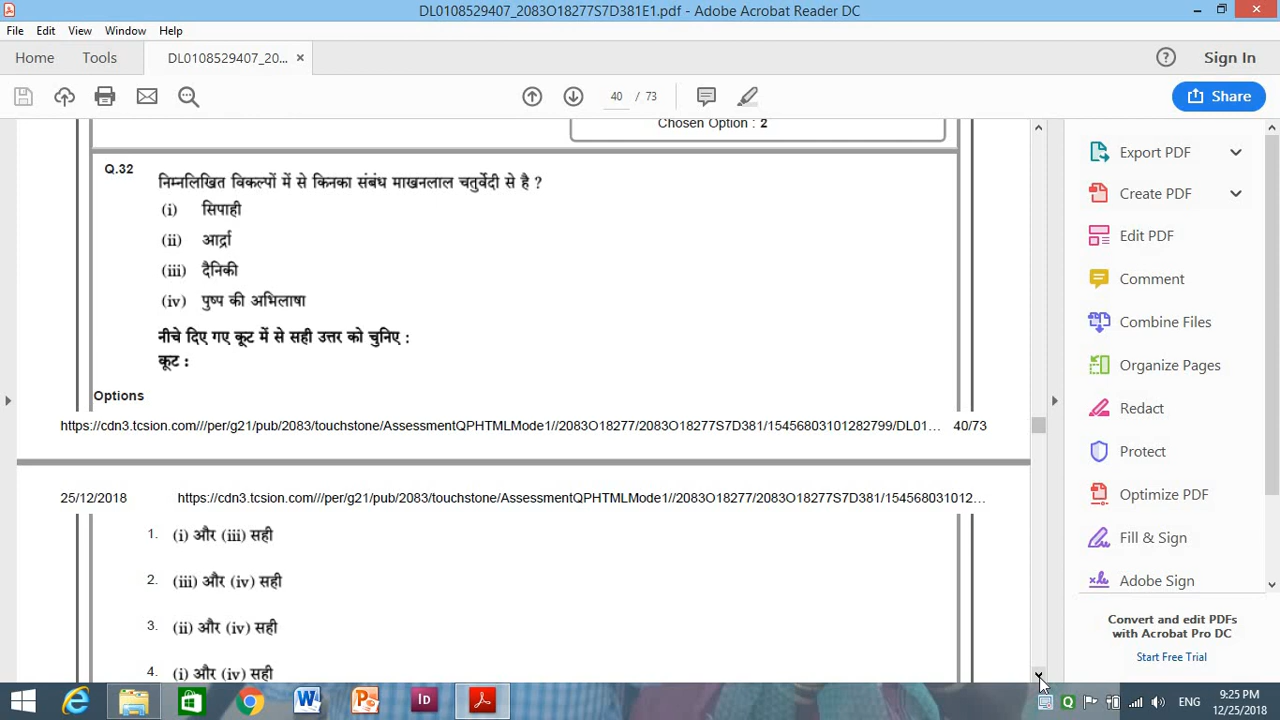 DL0108529407_2083O18277S7D381E1.pdf - Adobe Acrobat Reader DC
File Edit View Window Help
Home Tools DL0108529407_20... × Sign In
40 / 73 Share
Chosen Option : 2
Q.32 निम्नलिखित विकल्पों में से किनका संबंध माखनलाल चतुर्वेदी से है ?
(i) सिपाही
(ii) आर्द्रा
(iii) दैनिकी
(iv) पुष्प की अभिलाषा
नीचे दिए गए कूट में से सही उत्तर को चुनिए :
कूट :
Options
https://cdn3.tcsion.com///per/g21/pub/2083/touchstone/AssessmentQPHTMLMode1//2083O18277/2083O18277S7D381/15456803101282799/DL01... 40/73
25/12/2018 https://cdn3.tcsion.com///per/g21/pub/2083/touchstone/AssessmentQPHTMLMode1//2083O18277/2083O18277S7D381/154568031012...
1. (i) और (iii) सही
2. (iii) और (iv) सही
3. (ii) और (iv) सही
4. (i) और (iv) सही
Export PDF
Create PDF
Edit PDF
Comment
Combine Files
Organize Pages
Redact
Protect
Optimize PDF
Fill & Sign
Adobe Sign
Convert and edit PDFs
with Acrobat Pro DC
Start Free Trial
ENG 9:25 PM
12/25/2018